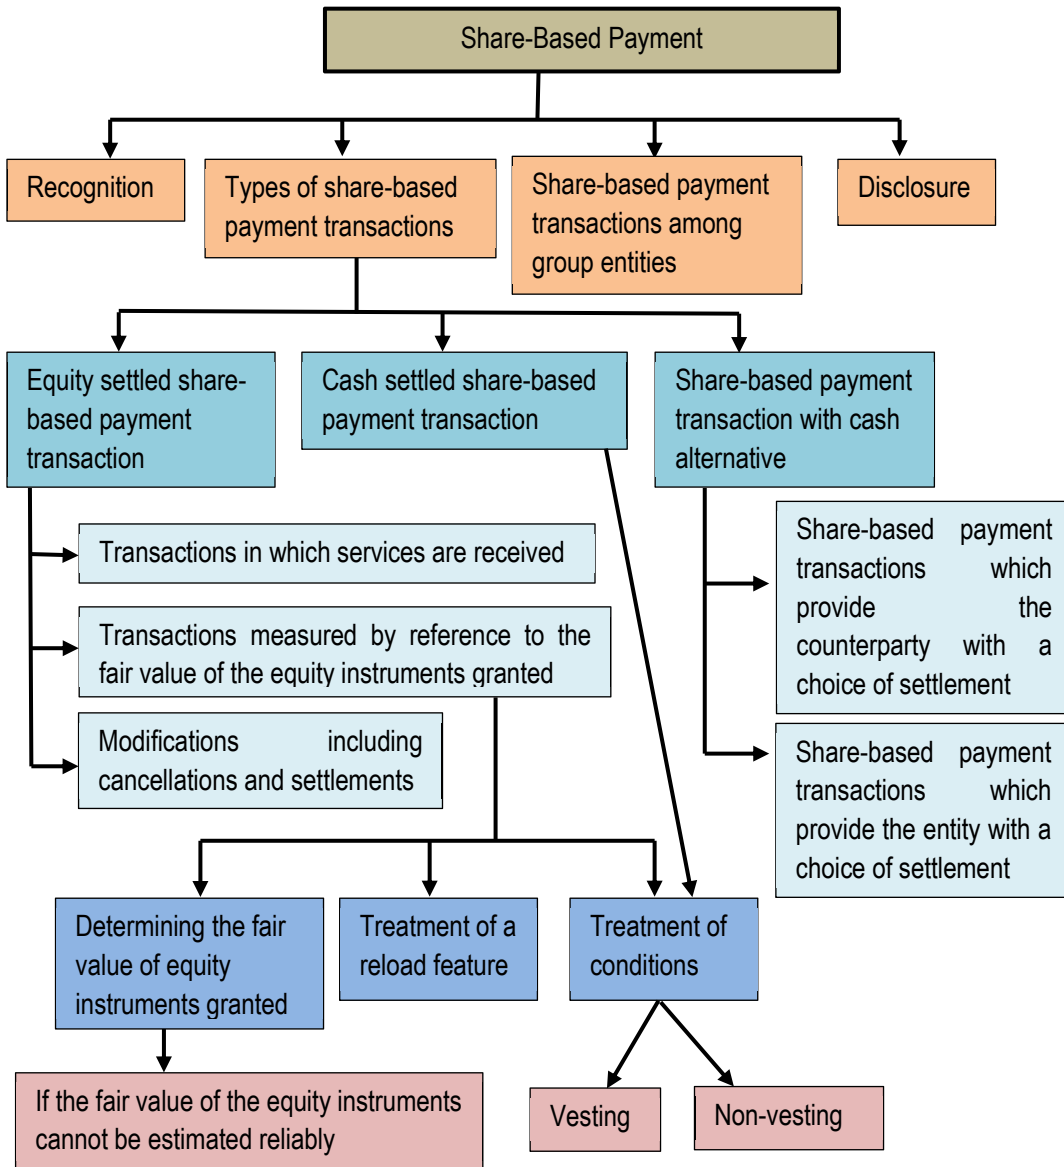 Share-Based Payment
Recognition
Types of share-based
payment transactions
Share-based payment
transactions among
group entities
Disclosure
Equity settled share-
based payment
transaction
Cash settled share-based
payment transaction
Share-based payment
transaction with cash
alternative
Transactions in which services are received
Transactions measured by reference to the
fair value of the equity instruments granted
Modifications including
cancellations and settlements
Share-based payment
transactions which
provide the
counterparty with a
choice of settlement
Share-based payment
transactions which
provide the entity with a
choice of settlement
Determining the fair
value of equity
instruments granted
Treatment of a
reload feature
Treatment of
conditions
If the fair value of the equity instruments
cannot be estimated reliably
Vesting
Non-vesting